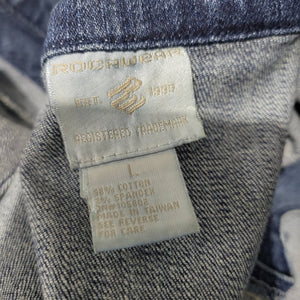 ROCAWEAR
EST. 1999
REGISTERED TRADEMARK
L
98% COTTON
2% SPANDEX
MADE IN TAIWAN
SEE REVERSE
FOR CARE